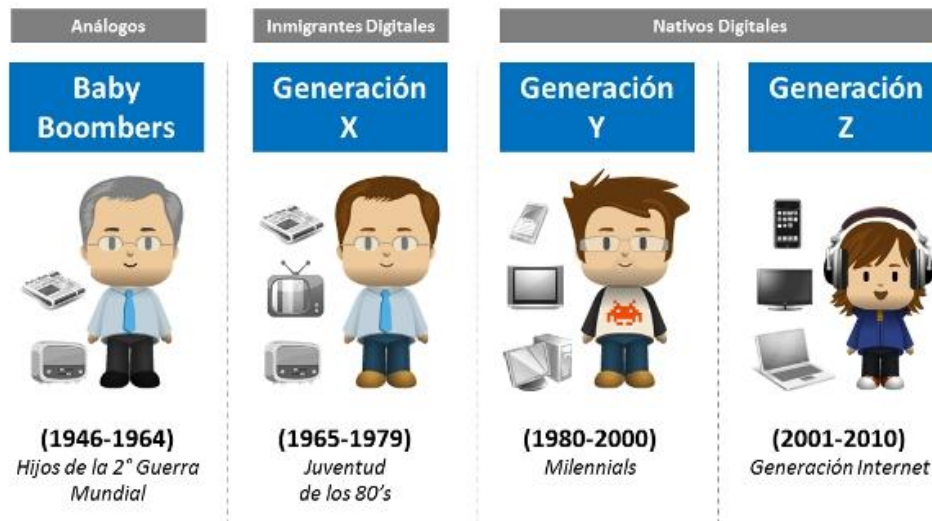 Análogos
Inmigrantes Digitales
Nativos Digitales
Baby
Boombers
Generación
X
Generación
Y
Generación
Z
(1946-1964)
Hijos de la 2° Guerra
Mundial
(1965-1979)
Juventud
de los 80's
(1980-2000)
Milennials
(2001-2010)
Generación Internet